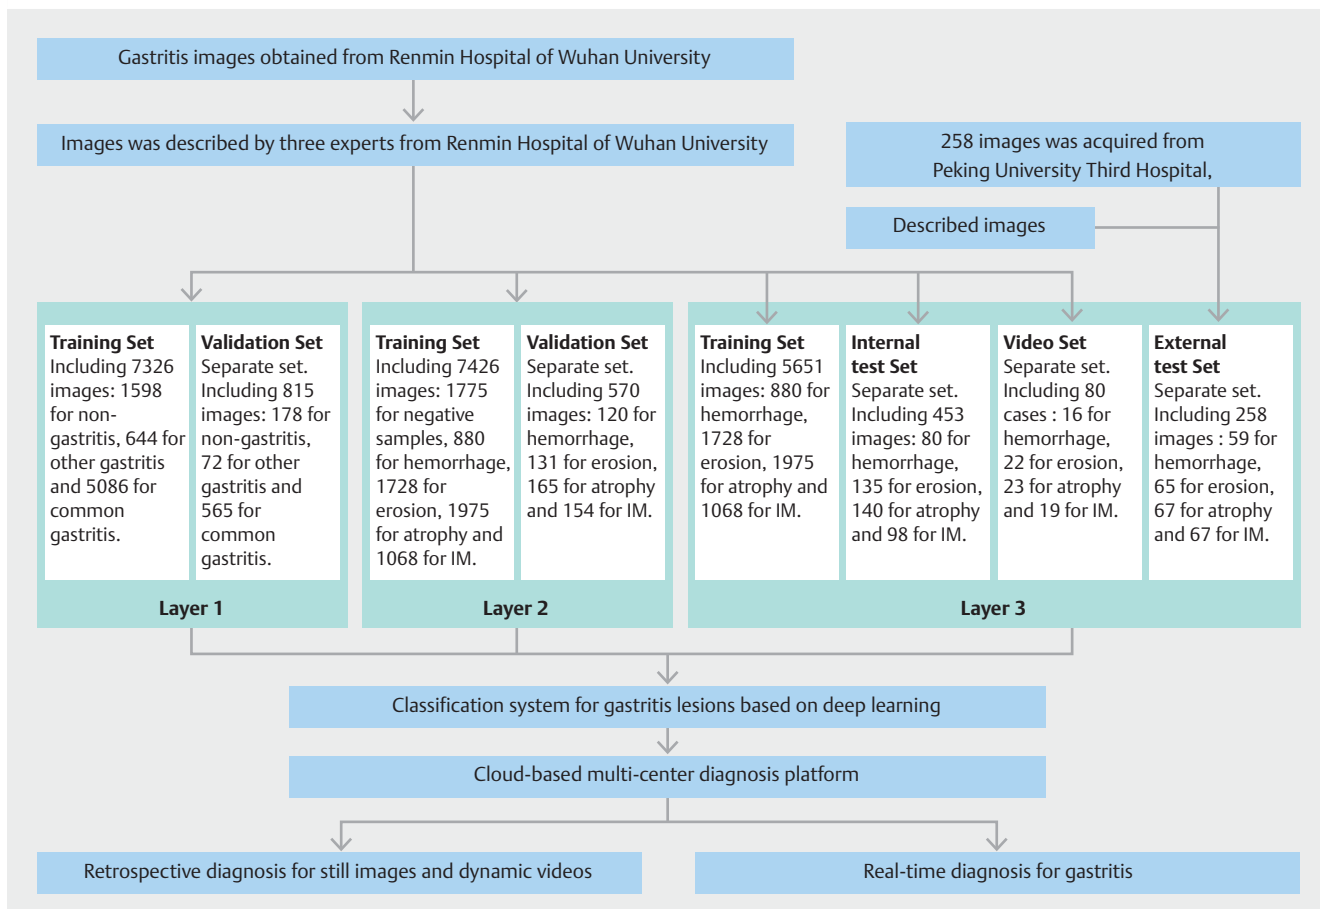 Gastritis images obtained from Renmin Hospital of Wuhan University
Images was described by three experts from Renmin Hospital of Wuhan University
258 images was acquired from
Peking University Third Hospital,
Described images
Training Set
Including 7326
images: 1598
for non-
gastritis, 644 for
other gastritis
and 5086 for
common
gastritis.
Validation Set
Separate set.
Including 815
images: 178 for
non-gastritis,
72 for other
gastritis and
565 for
common
gastritis.
Layer 1
Training Set
Including 7426
images: 1775
for negative
samples, 880
for hemorrhage,
1728 for
erosion, 1975
for atrophy and
1068 for IM.
Validation Set
Separate set.
Including 570
images: 120 for
hemorrhage,
131 for erosion,
165 for atrophy
and 154 for IM.
Layer 2
Training Set
Including 5651
images: 880 for
hemorrhage,
1728 for
erosion, 1975
for atrophy and
1068 for IM.
Internal
test Set
Separate set.
Including 453
images: 80 for
hemorrhage,
135 for erosion,
140 for atrophy
and 98 for IM.
Video Set
Separate set.
Including 80
cases : 16 for
hemorrhage,
22 for erosion,
23 for atrophy
and 19 for IM.
External
test Set
Separate set.
Including 258
images : 59 for
hemorrhage,
65 for erosion,
67 for atrophy
and 67 for IM.
Layer 3
Classification system for gastritis lesions based on deep learning
Cloud-based multi-center diagnosis platform
Retrospective diagnosis for still images and dynamic videos
Real-time diagnosis for gastritis